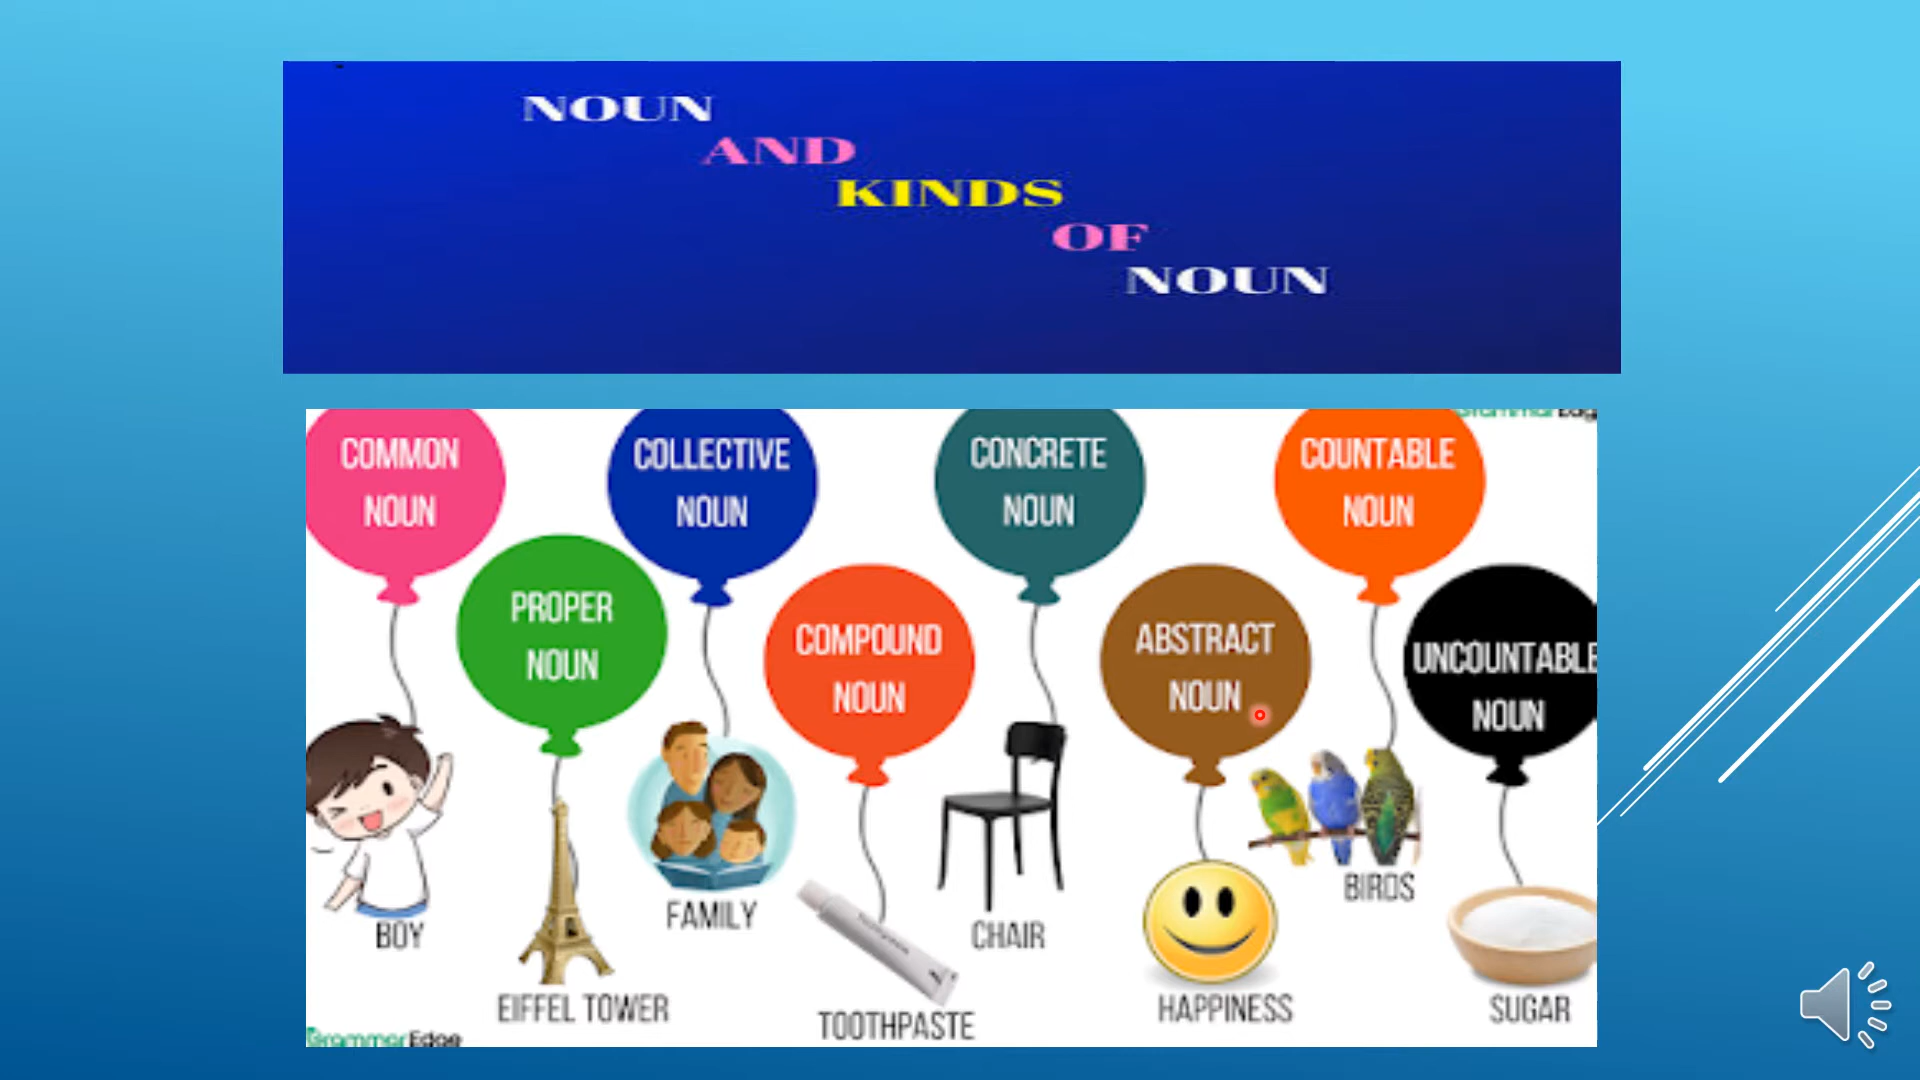 NOUN
AND
KINDS
OF
NOUN
COMMON
NOUN
COLLECTIVE
NOUN
CONCRETE
NOUN
COUNTABLE
NOUN
PROPER
NOUN
COMPOUND
NOUN
ABSTRACT
NOUN
UNCOUNTABLE
NOUN
BOY
EIFFEL TOWER
FAMILY
TOOTHPASTE
CHAIR
HAPPINESS
BIRDS
SUGAR
GrammarEdge